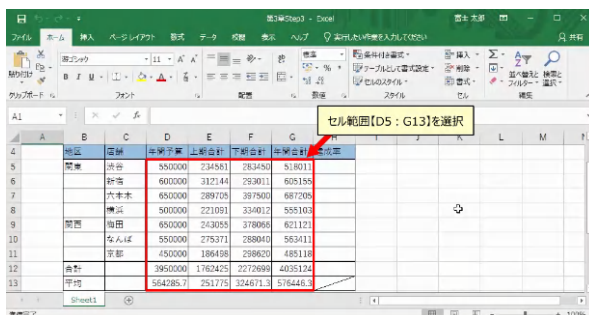 第3章Step3 - Excel
富士 太郎
ファイル ホーム 挿入 ページ レイアウト 数式 データ 校閲 表示 ヘルプ 実行したい作業を入力してください 共有
游ゴシック 11 標準 条件付き書式 挿入
貼り付け B I U % テーブルとして書式設定 削除 並べ替えと フィルター 検索と 選択
セルのスタイル 書式
クリップボード フォント 配置 数値 スタイル セル 編集
A1 fx
セル範囲【D5：G13】を選択
A B C D E F G K L M
4 地区 店舗 年間予算 上期合計 下期合計 年間合計 達成率
5 関東 渋谷 550000 234561 283450 518011
6 新宿 600000 312144 293011 605155
7 六本木 650000 289705 397500 687205
8 横浜 500000 221091 334012 555103
9 関西 梅田 650000 243055 378066 621121
10 なんば 550000 275371 288040 563411
11 京都 450000 186498 298620 485118
12 合計 3950000 1762425 2272699 4035124
13 平均 564285.7 251775 324671.3 576446.3
Sheet1
100%